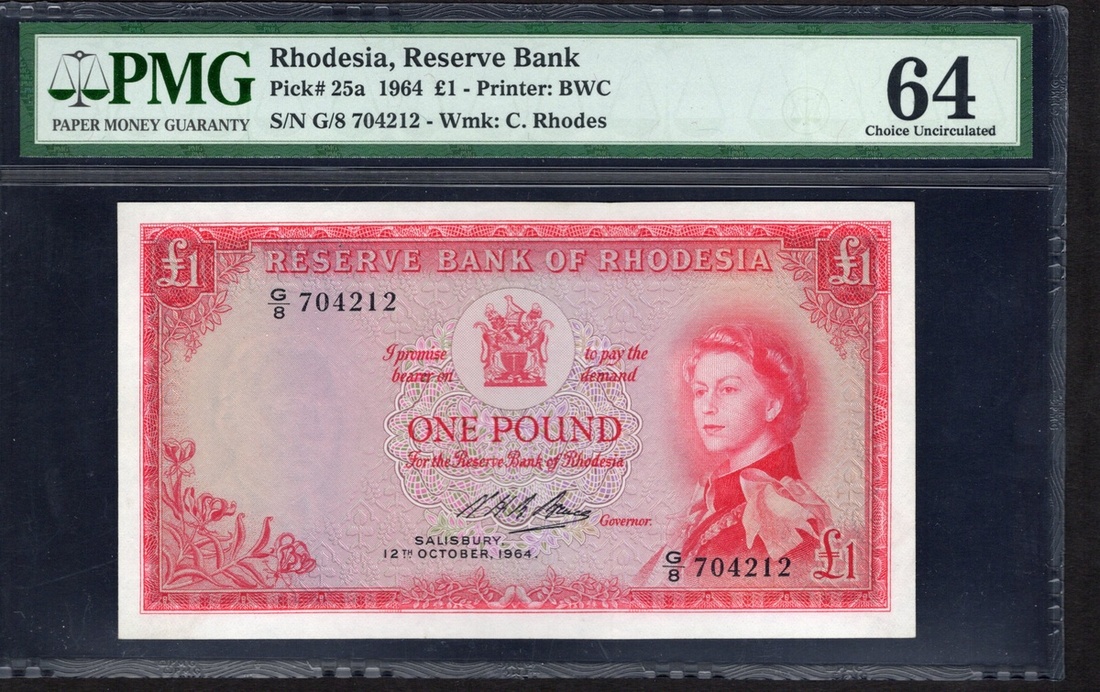 PMG
PAPER MONEY GUARANTY
Rhodesia, Reserve Bank
Pick# 25a 1964 £1 - Printer: BWC
S/N G/8 704212 - Wmk: C. Rhodes
64
Choice Uncirculated
£1
£1
RESERVE BANK OF RHODESIA
G/8 704212
I promise to pay the
bearer on demand
ONE POUND
For the Reserve Bank of Rhodesia
Governor.
SALISBURY,
12TH OCTOBER, 1964.
G/8 704212 £1